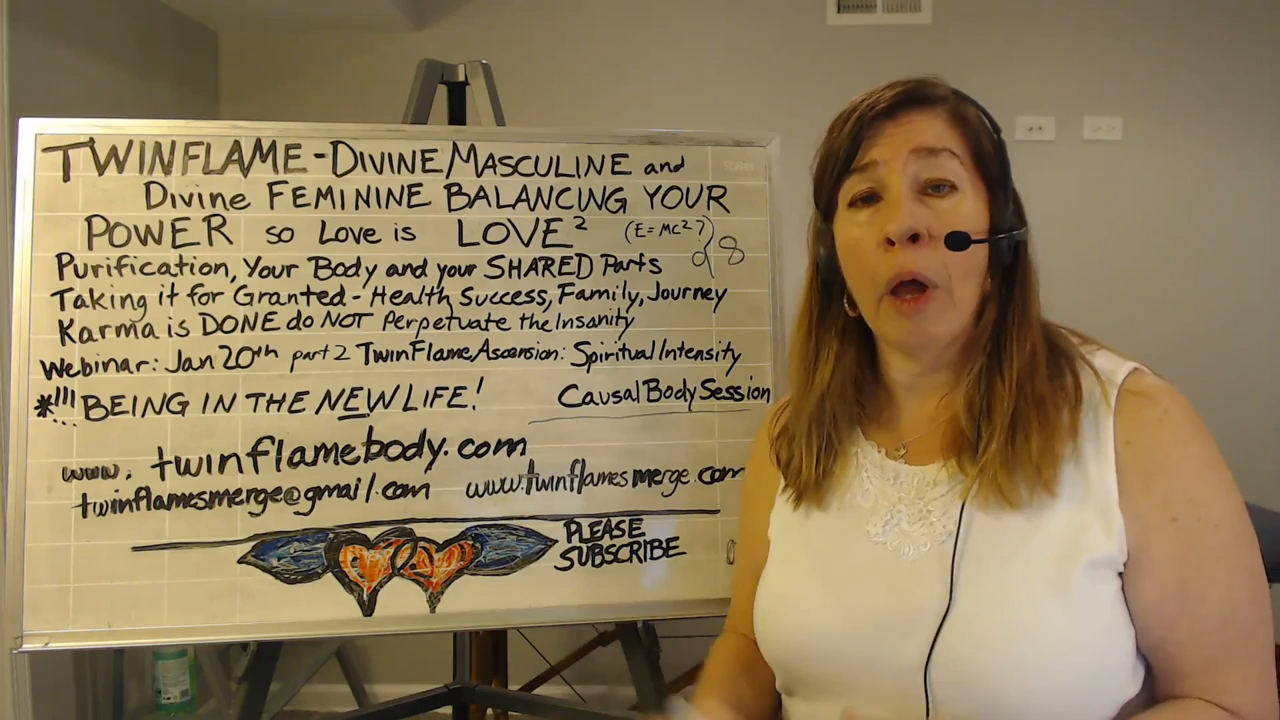 TWINFLAME - DIVINE MASCULINE and
Divine FEMININE BALANCING YOUR
POWER so Love is LOVE² (E=MC²?)
Purification, Your Body and your SHARED Parts
Taking it for Granted - Health, Success, Family, Journey
Karma is DONE do NOT Perpetuate the Insanity
Webinar: Jan 20th part 2 TwinFlame Ascension: Spiritual Intensity
*!!! BEING IN THE NEW LIFE! Causal Body Session
www. twinflamebody.com
twinflamesmerge@gmail.com www.twinflamesmerge.com
PLEASE
SUBSCRIBE